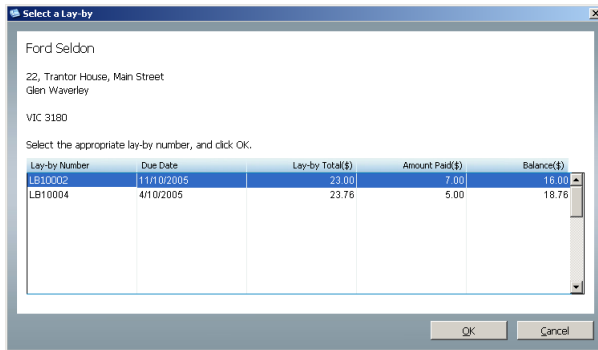 Select a Lay-by
Ford Seldon
22, Trantor House, Main Street
Glen Waverley
VIC 3180
Select the appropriate lay-by number, and click OK.
Lay-by Number Due Date Lay-by Total($) Amount Paid($) Balance($)
LB10002 11/10/2005 23.00 7.00 16.00
LB10004 4/10/2005 23.76 5.00 18.76
OK Cancel